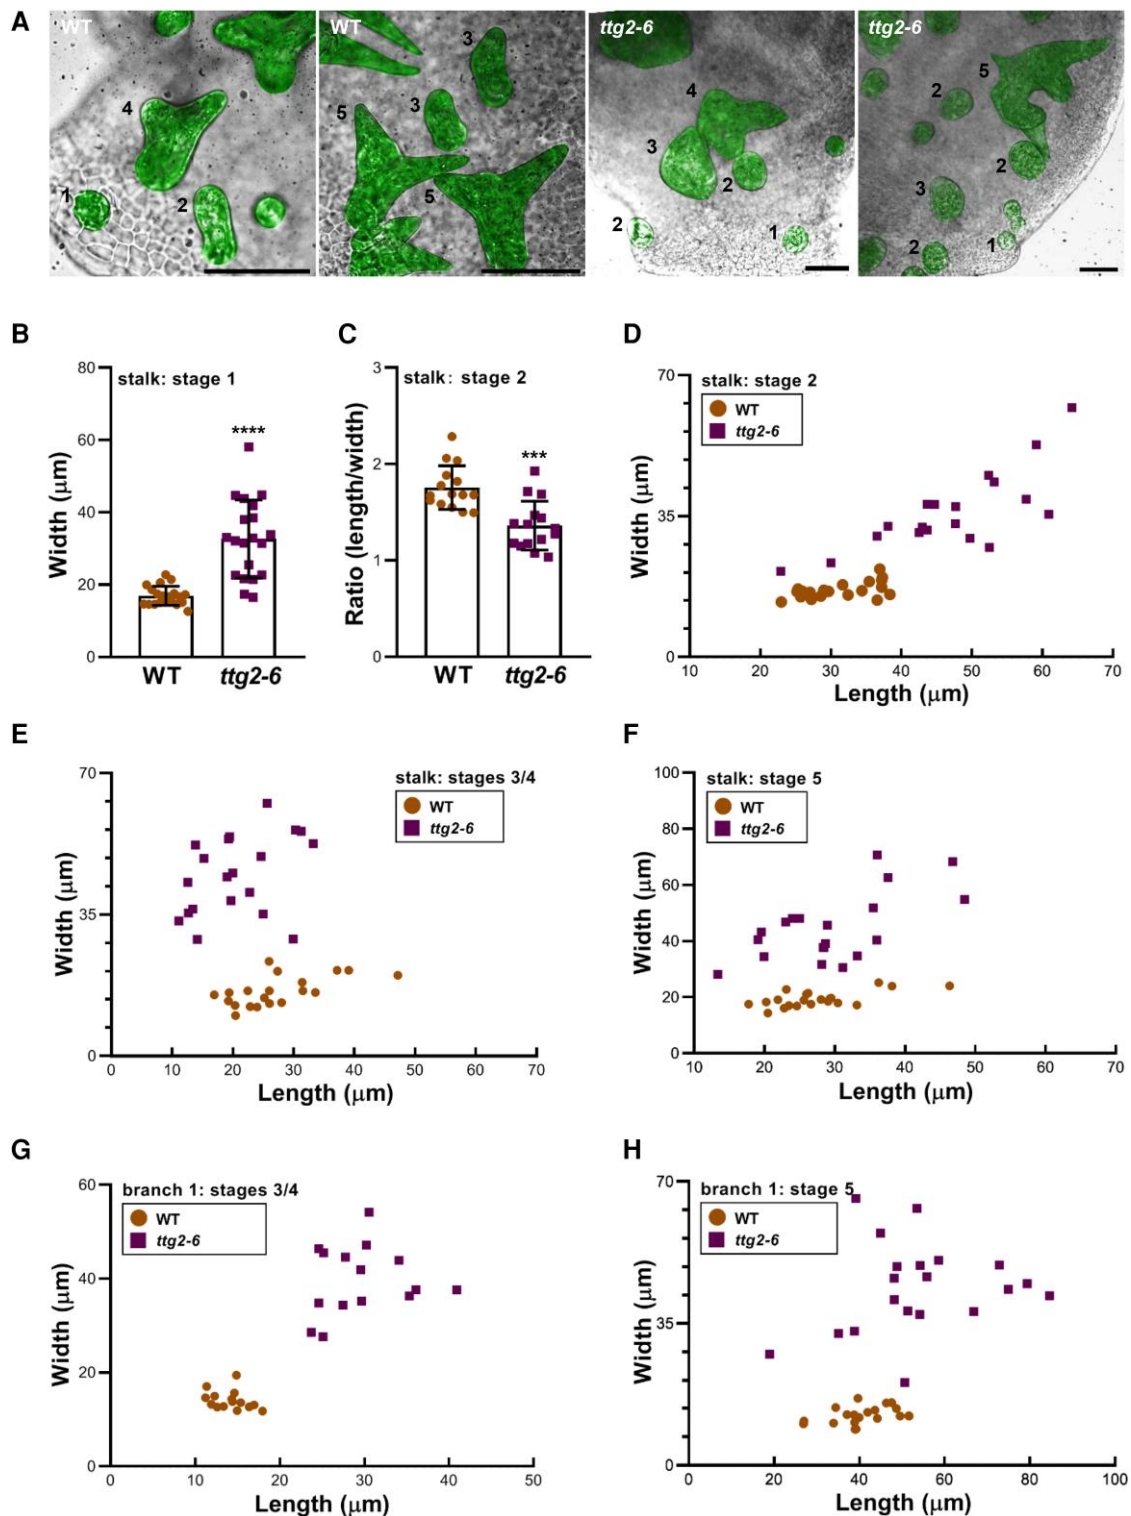 A
WT
WT
ttg2-6
ttg2-6
4
1
2
3
3
5
5
4
3
2
2
1
5
2
2
3
1
2
B
80
60
40
20
0
Width (μm)
stalk: stage 1
****
WT
ttg2-6
C
3
2
1
0
Ratio (length/width)
stalk: stage 2
***
WT
ttg2-6
D
70
35
0
Width (μm)
stalk: stage 2
WT
ttg2-6
10 20 30 40 50 60 70
Length (μm)
E
70
35
0
Width (μm)
stalk: stages 3/4
WT
ttg2-6
0 10 20 30 40 50 60 70
Length (μm)
F
100
80
60
40
20
0
Width (μm)
stalk: stage 5
WT
ttg2-6
10 20 30 40 50 60 70
Length (μm)
G
60
40
20
0
Width (μm)
branch 1: stages 3/4
WT
ttg2-6
0 10 20 30 40 50
Length (μm)
H
70
35
0
Width (μm)
branch 1: stage 5
WT
ttg2-6
0 20 40 60 80 100
Length (μm)